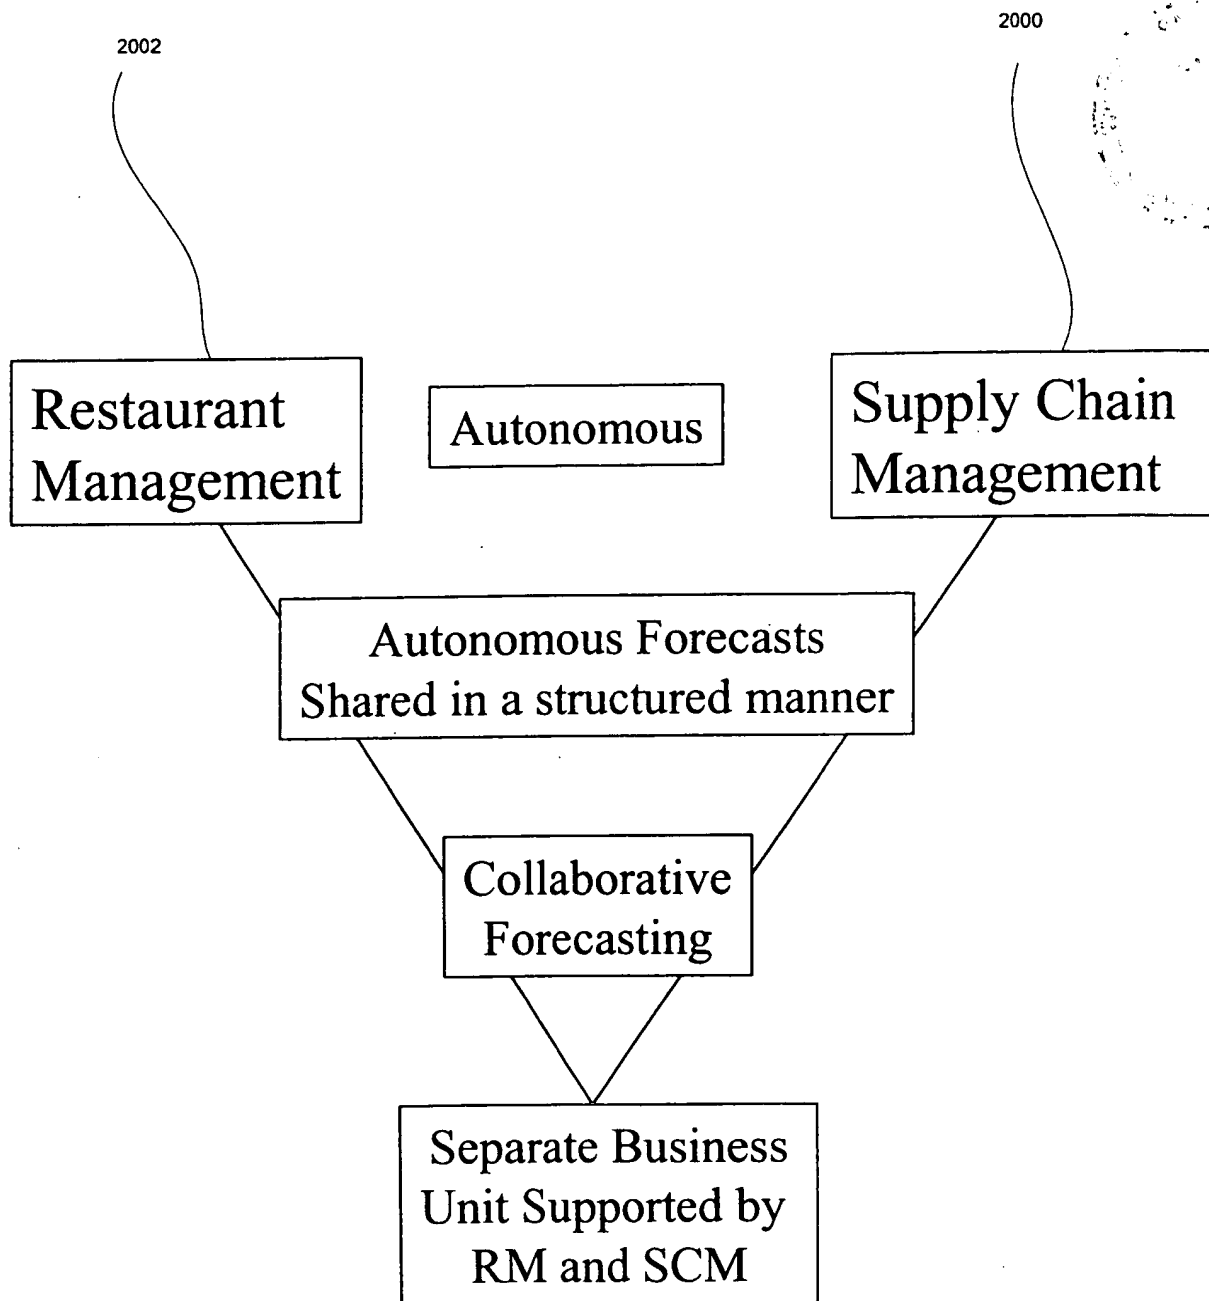 2002
2000
Restaurant
Management
Autonomous
Supply Chain
Management
Autonomous Forecasts
Shared in a structured manner
Collaborative
Forecasting
Separate Business
Unit Supported by
RM and SCM